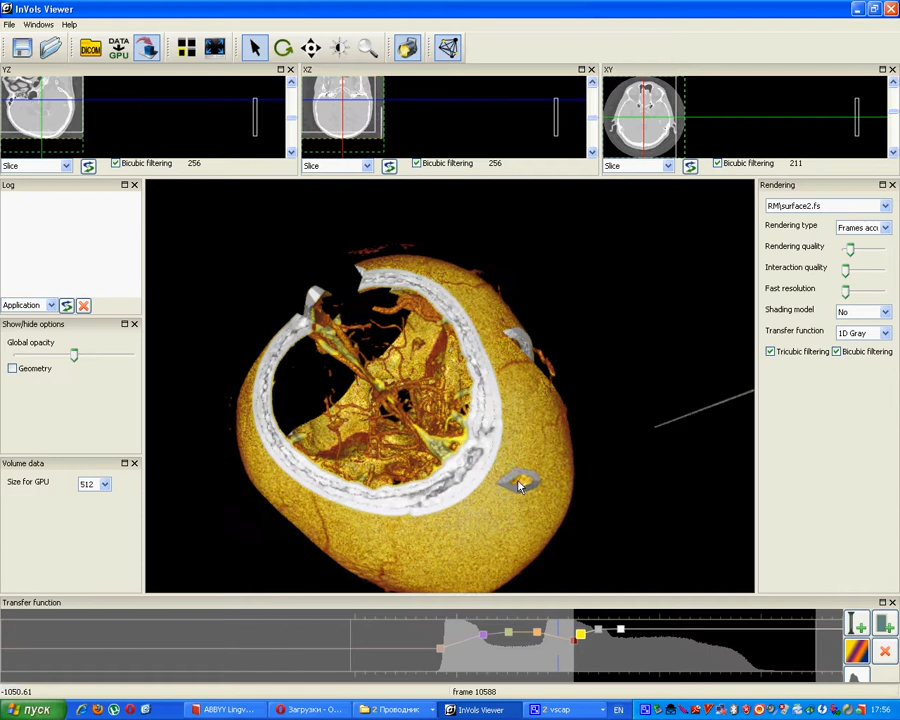 InVols Viewer
File Windows Help
DICOM
DATA
GPU
YZ
XZ
XY
Slice
Bicubic filtering
256
Slice
Bicubic filtering
256
Slice
Bicubic filtering
211
Log
Application
Show/hide options
Global opacity
Geometry
Volume data
Size for GPU
512
Rendering
RM\surface2.fs
Rendering type
Frames accu
Rendering quality
Interaction quality
Fast resolution
Shading model
No
Transfer function
1D Gray
Tricubic filtering
Bicubic filtering
Transfer function
-1050.61
frame 10588
пуск
ABBYY Lingv...
Загрузки - O...
2 Проводник
InVols Viewer
2 vscap
EN
17:56